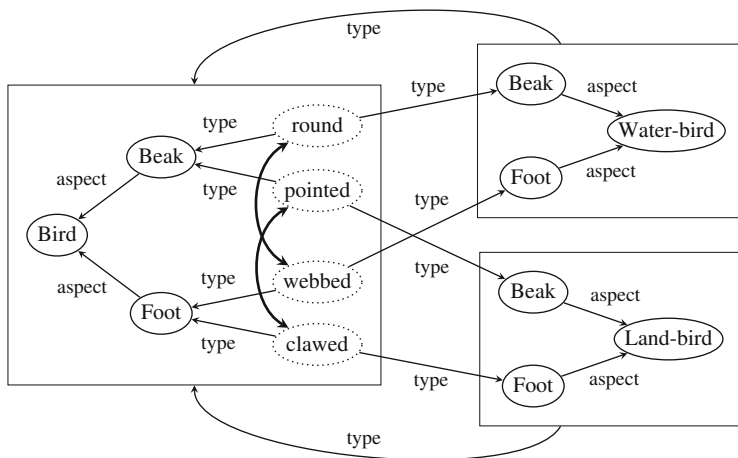 type
Beak
aspect
Water-bird
aspect
Foot
type
round
type
Beak
pointed
type
aspect
Bird
aspect
type
webbed
Foot
type
clawed
type
type
type
Beak
aspect
Land-bird
aspect
Foot
type
type